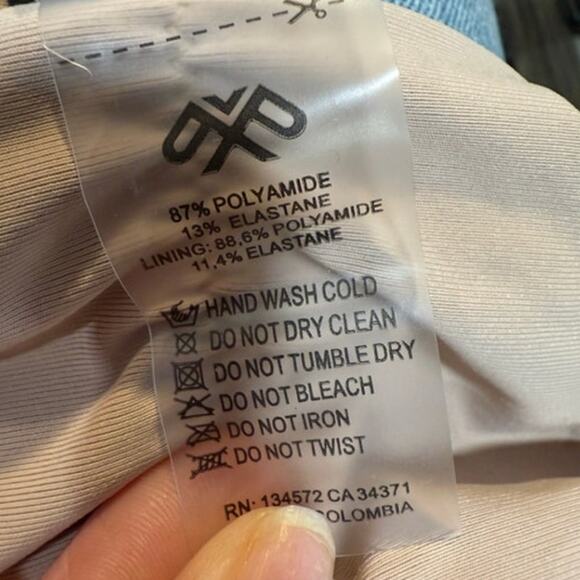 87% POLYAMIDE
13% ELASTANE
LINING: 88,6% POLYAMIDE
11,4% ELASTANE
HAND WASH COLD
DO NOT DRY CLEAN
DO NOT TUMBLE DRY
DO NOT BLEACH
DO NOT IRON
DO NOT TWIST
RN: 134572 CA 34371
COLOMBIA